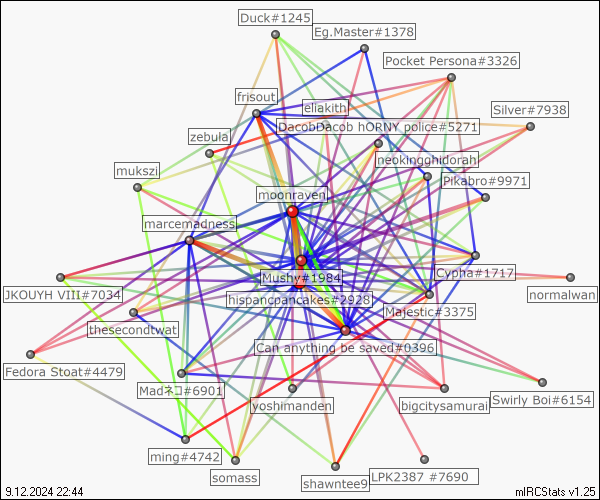 Duck#1245
Eg.Master#1378
Pocket Persona#3326
frisout
eliakith
Silver#7938
DacobDacob hORNY police#5271
zebula
neokingghidorah
mukszi
Pikabro#9971
moonraven
marcemadness
Cypha#1717
Mushy#1984
JKOUYH VIII#7034
normalwan
hispancpancakes#2928
Majestic#3375
thesecondtwat
Can anything be saved#0396
Fedora Stoat#4479
Madネコ#6901
yoshimanden
bigcitysamurai
Swirly Boi#6154
ming#4742
somass
LPK2387 #7690
shawntee9
9.12.2024 22:44
mIRCStats v1.25